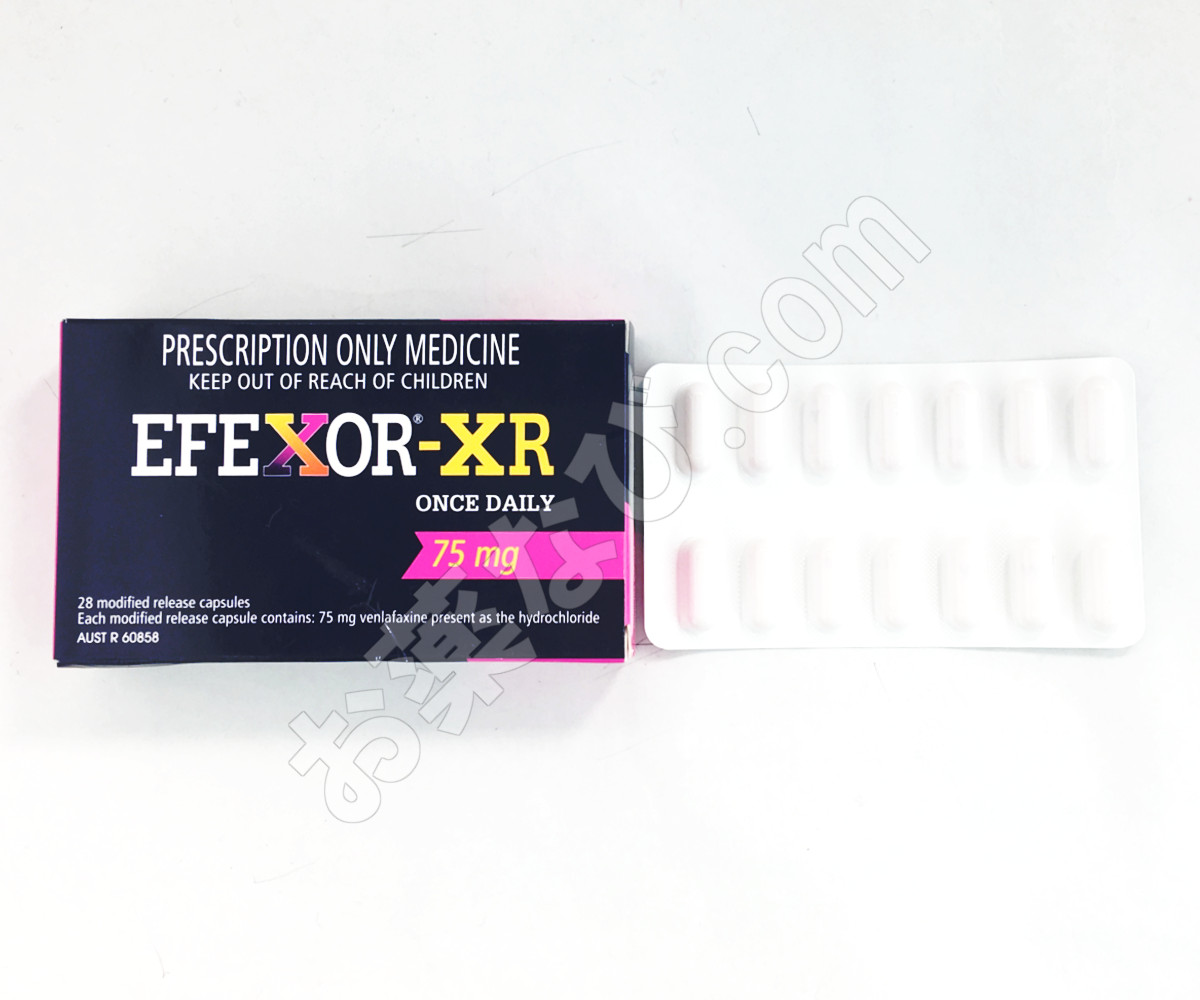 PRESCRIPTION ONLY MEDICINE
KEEP OUT OF REACH OF CHILDREN
EFEXOR®-XR
ONCE DAILY
75 mg
28 modified release capsules
Each modified release capsule contains: 75 mg venlafaxine present as the hydrochloride
AUST R 60858
お薬なび.com